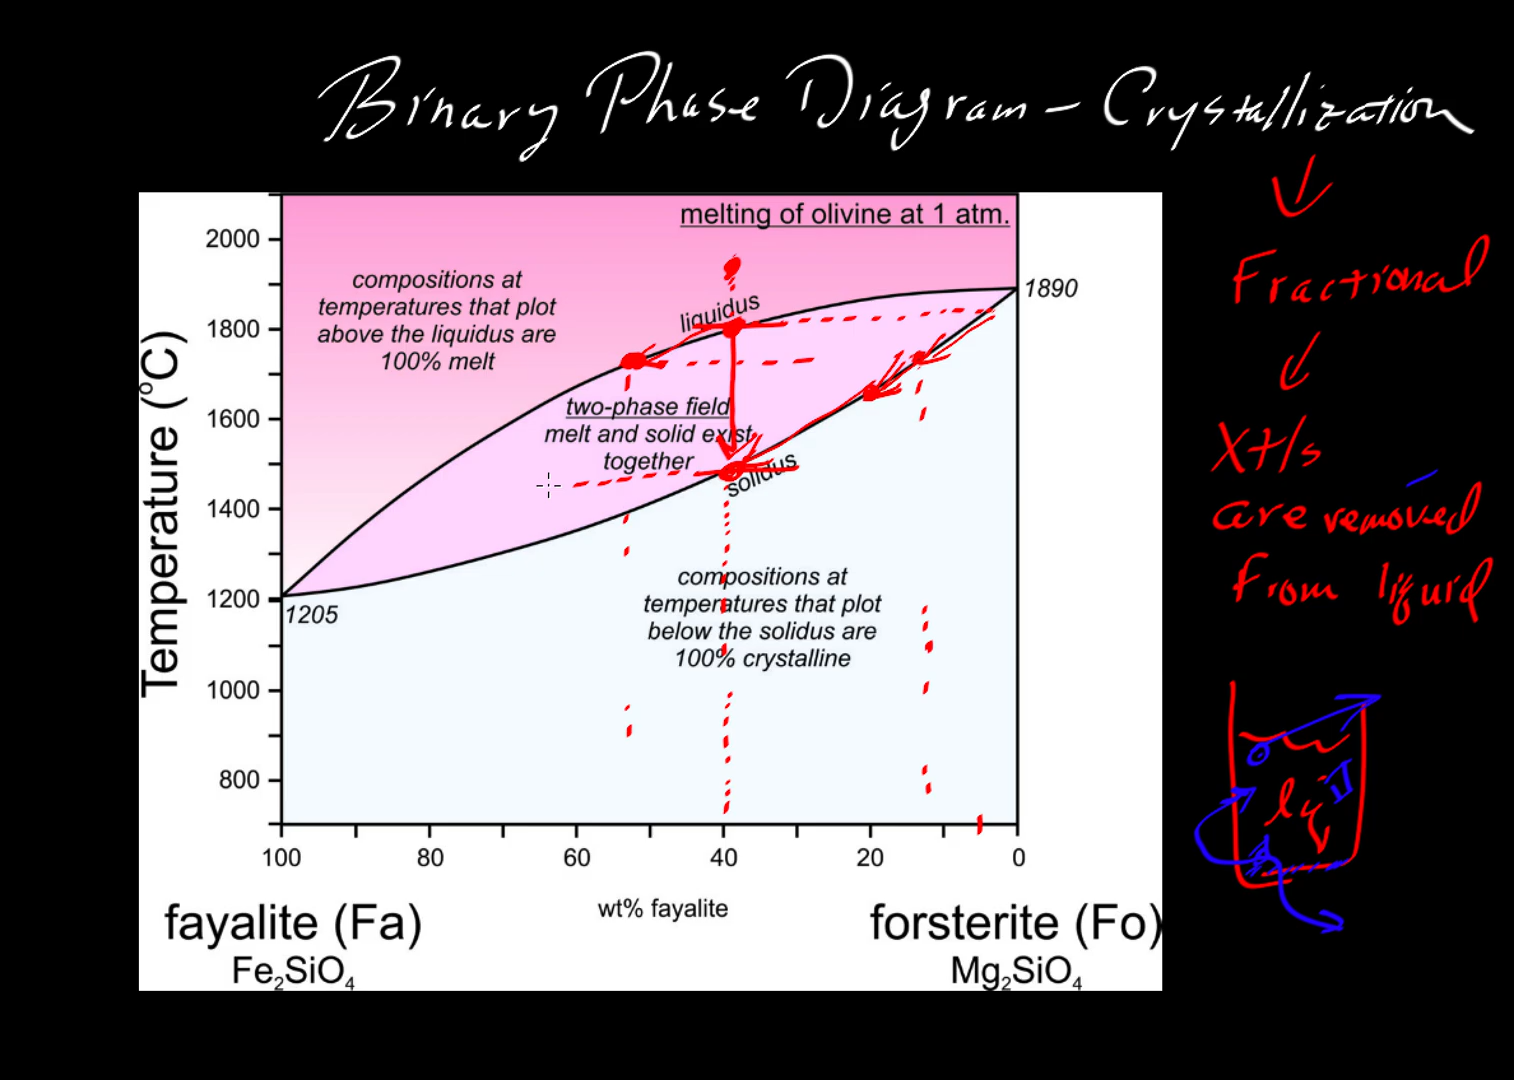 Binary Phase Diagram - Crystallization
melting of olivine at 1 atm.
2000
1800
1600
1400
1200
1000
800
Temperature (°C)
compositions at
temperatures that plot
above the liquidus are
100% melt
liquidus
1890
two-phase field
melt and solid exist
together
solidus
1205
compositions at
temperatures that plot
below the solidus are
100% crystalline
100 80 60 40 20 0
wt% fayalite
fayalite (Fa) forsterite (Fo)
Fe₂SiO₄ Mg₂SiO₄
Fractional
Xtls
are removed
from liquid
liq